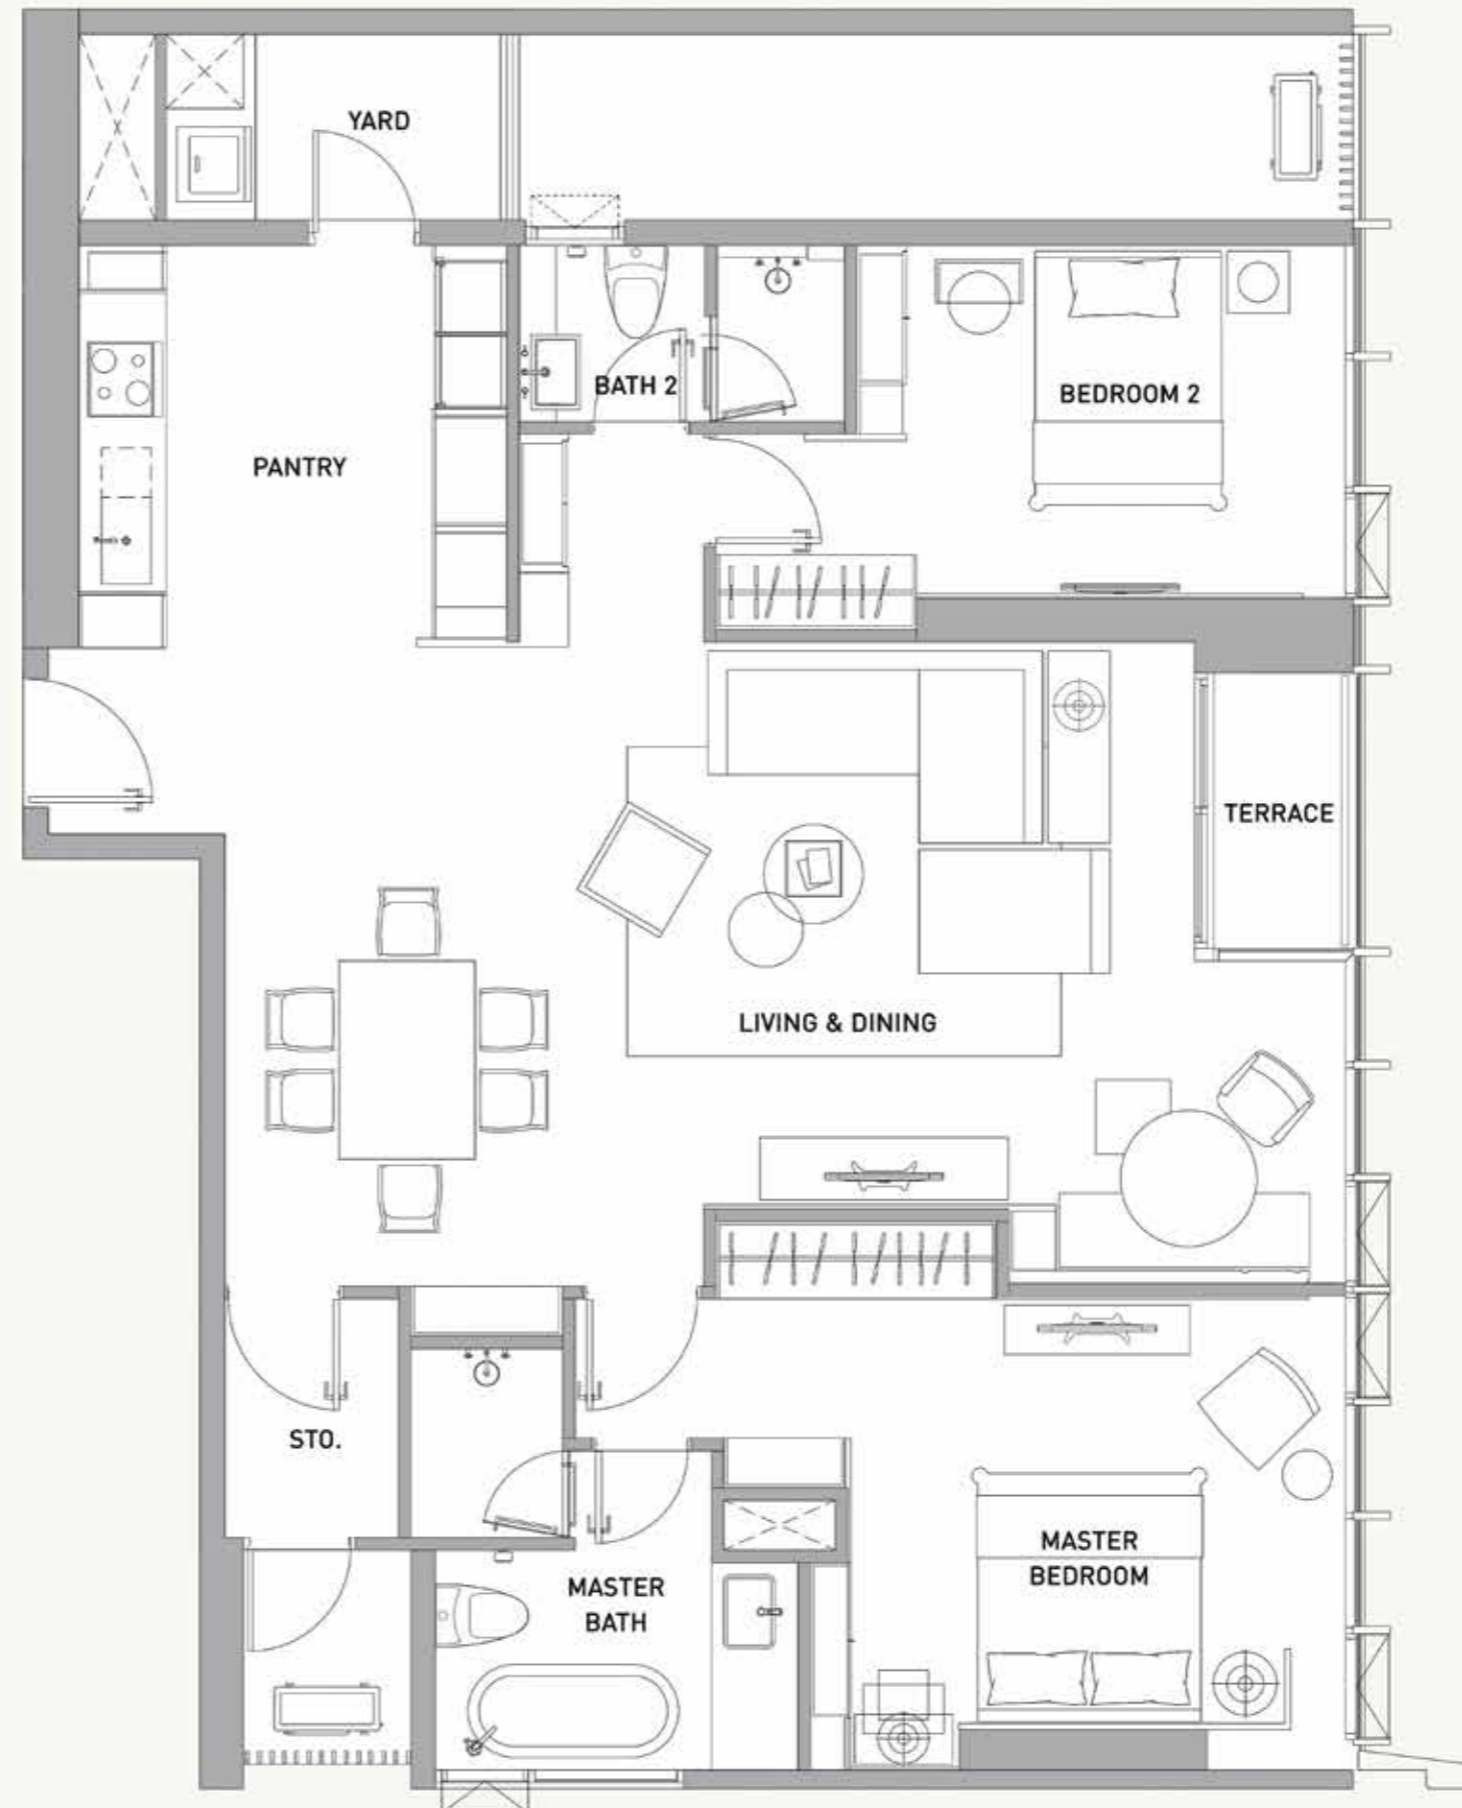 YARD
BATH 2
BEDROOM 2
PANTRY
TERRACE
LIVING & DINING
STO.
MASTER
BEDROOM
MASTER
BATH